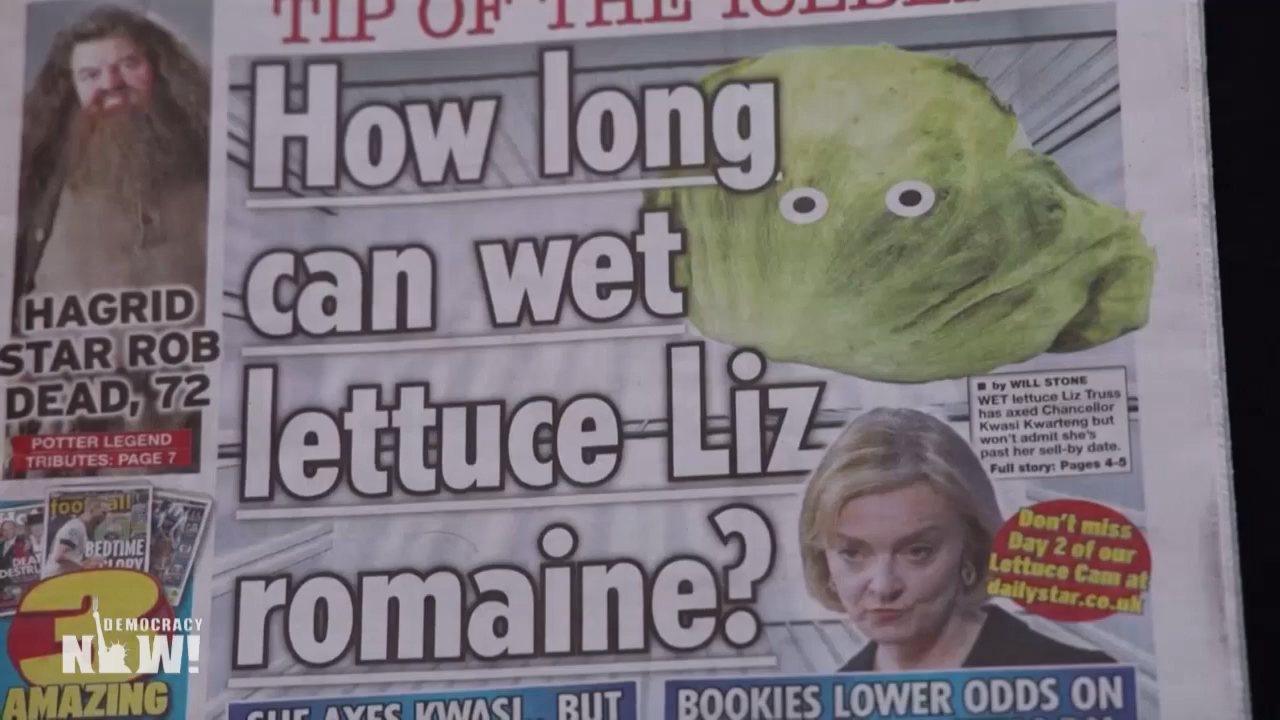 TIP OF THE ICEBERG
How long
can wet
lettuce Liz
romaine?
HAGRID
STAR ROB
DEAD, 72
POTTER LEGEND
TRIBUTES: PAGE 7
by WILL STONE
WET lettuce Liz Truss
has axed Chancellor
Kwasi Kwarteng but
won't admit she's
past her sell-by date.
Full story: Pages 4-5
Don't miss
Day 2 of our
Lettuce Cam at
dailystar.co.uk
football
BEDTIME
3
AMAZING
DEMOCRACY
NOW!
SHE AXES KWASI.. BUT
BOOKIES LOWER ODDS ON